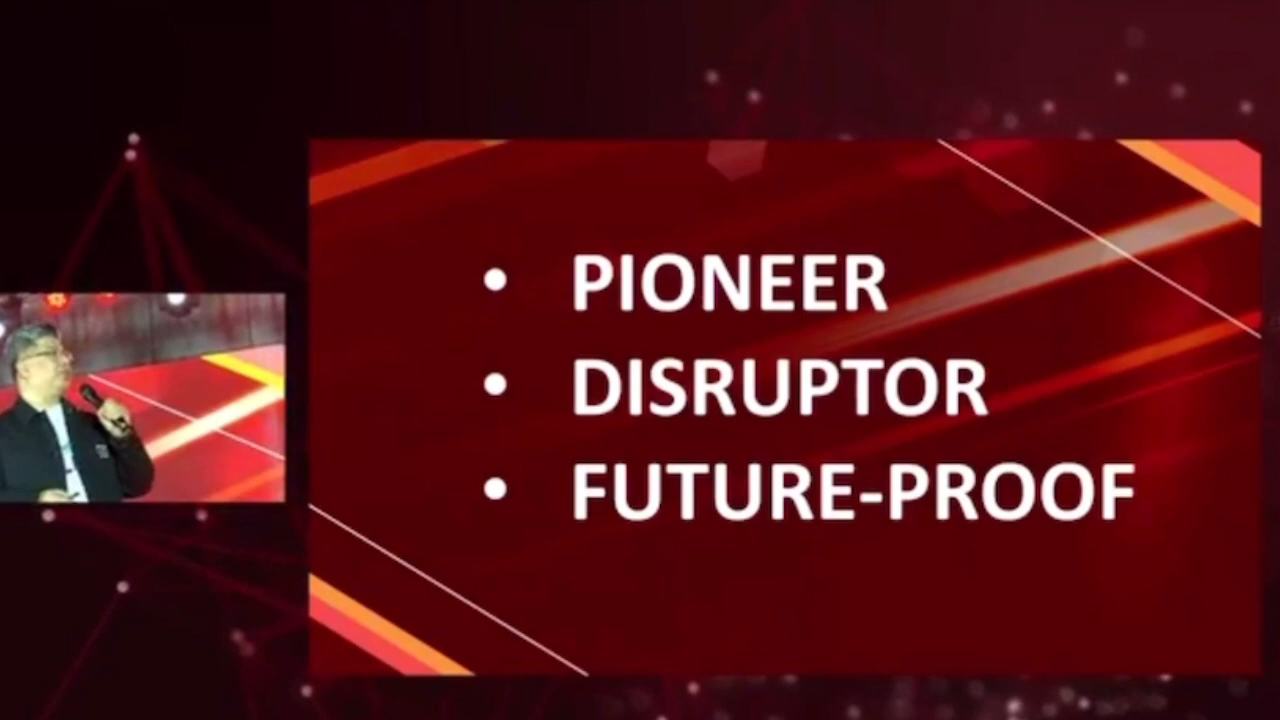 • PIONEER
• DISRUPTOR
• FUTURE-PROOF